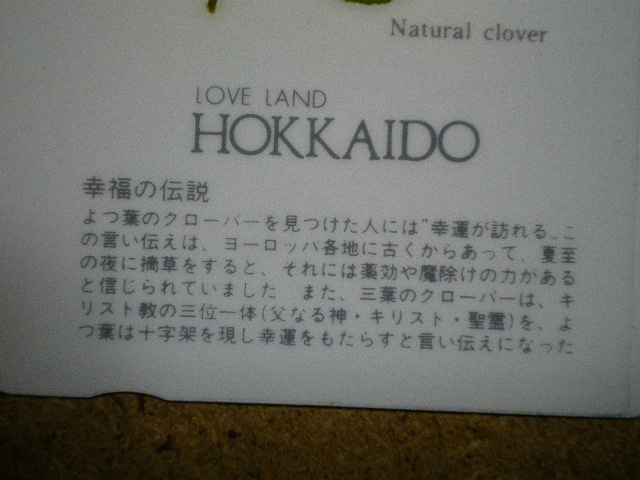 Natural clover
LOVE LAND
HOKKAIDO
幸福の伝説
よつ葉のクローバーを見つけた人には"幸運が訪れる"こ
の言い伝えは、ヨーロッパ各地に古くからあって、夏至
の夜に摘草をすると、それには薬効や魔除けの力がある
と信じられていました　また、三葉のクローバーは、キ
リスト教の三位一体(父なる神・キリスト・聖霊)を、よ
つ葉は十字架を現し幸運をもたらすと言い伝えになった